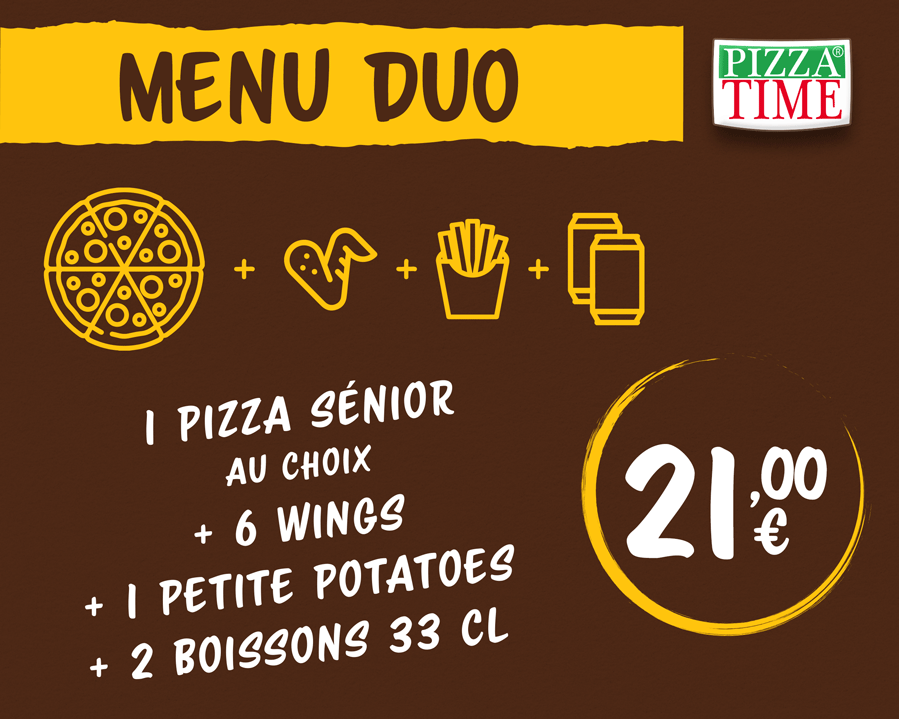 MENU DUO
PIZZA®
TIME
+ + +
1 PIZZA SÉNIOR
AU CHOIX
+ 6 WINGS
+ 1 PETITE POTATOES
+ 2 BOISSONS 33 CL
21,00
€